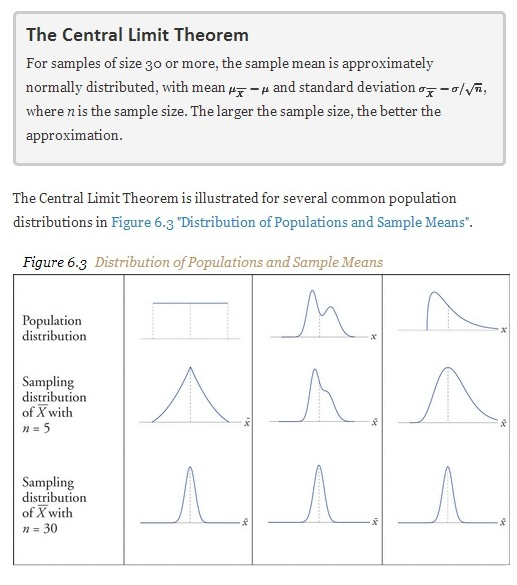 The Central Limit Theorem
For samples of size 30 or more, the sample mean is approximately
normally distributed, with mean μX̅ – μ and standard deviation σX̅ – σ/√n,
where n is the sample size. The larger the sample size, the better the
approximation.
The Central Limit Theorem is illustrated for several common population
distributions in Figure 6.3 "Distribution of Populations and Sample Means".
Figure 6.3 Distribution of Populations and Sample Means
Population
distribution
x
x
Sampling
distribution
of X̅ with
n = 5
x̅
x̅
x̅
Sampling
distribution
of X̅ with
n = 30
x̅
x̅
x̅